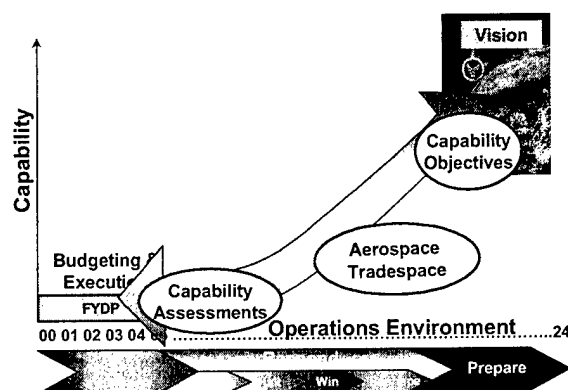 Vision
Capability
Capability
Objectives
Budgeting &
Execution
FYDP
Capability
Assessments
Aerospace
Tradespace
00 01 02 03 04
Operations Environment
24
Win
Prepare